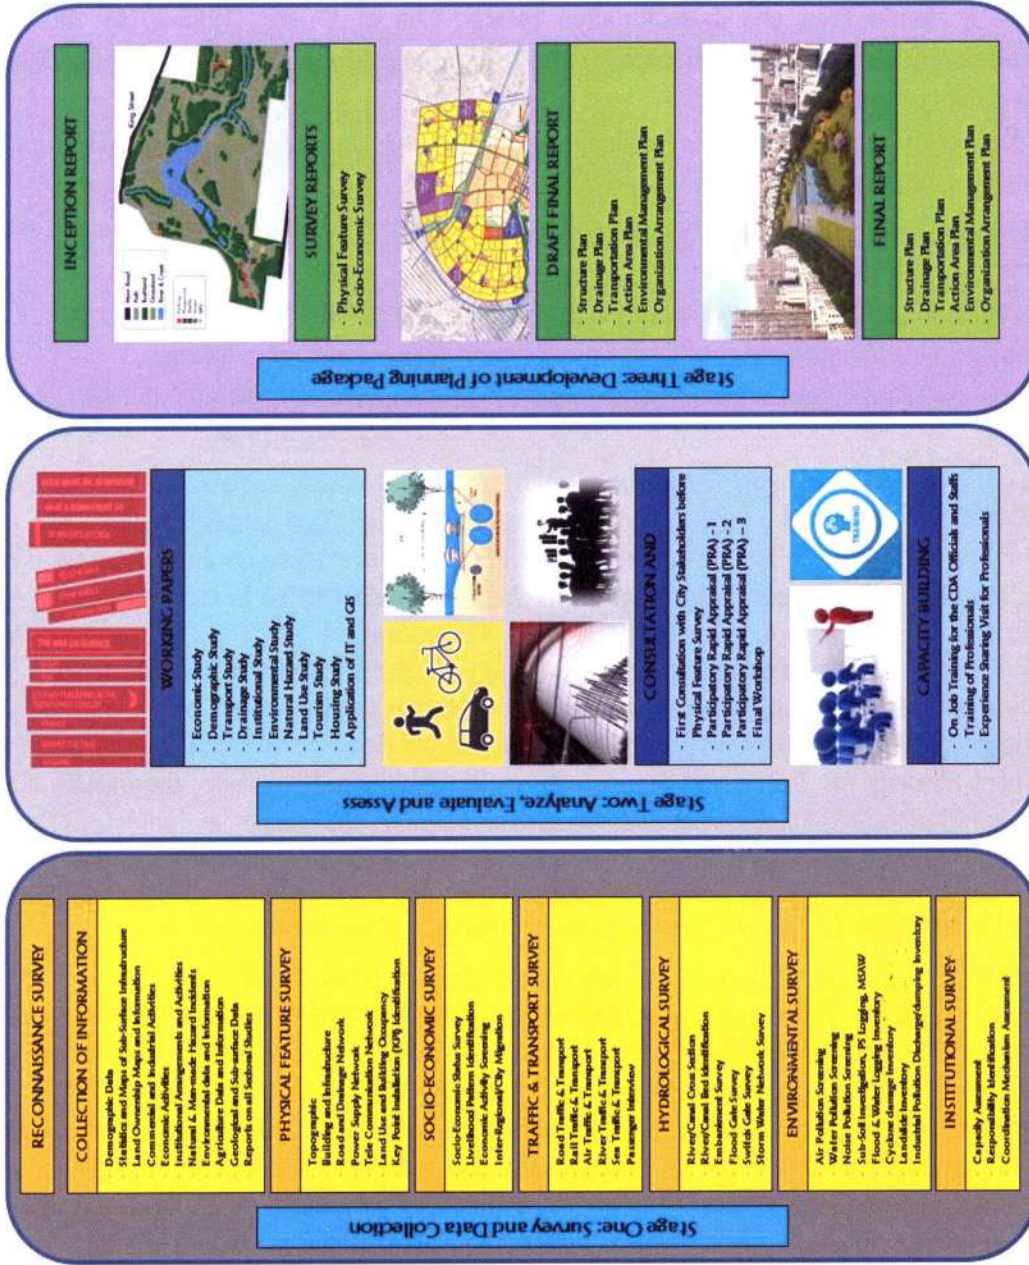 Stage One: Survey and Data Collection
RECONNAISSANCE SURVEY
COLLECTION OF INFORMATION
- Demographic Data
- Statistics and Maps of Sub-Surface Infrastructure
- Land Ownership Maps and Information
- Commercial and Industrial Activities
- Economic Activities
- Institutional Arrangements and Activities
- Natural & Man-made Hazard Incidents
- Environmental data and Information
- Agriculture Data and Information
- Geological and Sub-surface Data
- Reports on all Sectoral Studies
PHYSICAL FEATURE SURVEY
- Topographic
- Building and Infrastructure
- Road and Drainage Network
- Power Supply Network
- Tele Communication Network
- Land Use and Building Occupancy
- Key Point Installation (KPI) Identification
SOCIO-ECONOMIC SURVEY
- Socio-Economic Status Survey
- Livelihood Pattern Identification
- Economic Activity Screening
- Inter-Regional/City Migration
TRAFFIC & TRANSPORT SURVEY
- Road Traffic & Transport
- Rail Traffic & Transport
- Air Traffic & Transport
- River Traffic & Transport
- Sea Traffic & Transport
- Passenger Interview
HYDROLOGICAL SURVEY
- River/Canal Cross Section
- River/Canal Bed Identification
- Embankment Survey
- Flood Gate Survey
- Switch Gate Survey
- Storm Water Network Survey
ENVIRONMENTAL SURVEY
- Air Pollution Screening
- Water Pollution Screening
- Noise Pollution Screening
- Sub-Soil Investigation, PS Logging, MSAW
- Flood & Water Logging Inventory
- Cyclone damage Inventory
- Landslide Inventory
- Industrial Pollution Discharge/dumping Inventory
INSTITUTIONAL SURVEY
- Capacity Assessment
- Responsibility Identification
- Coordination Mechanism Assessment
Stage Two: Analyze, Evaluate and Assess
WORKING PAPERS
- Economic Study
- Demographic Study
- Transport Study
- Drainage Study
- Institutional Study
- Environmental Study
- Natural Hazard Study
- Land Use Study
- Tourism Study
- Housing Study
- Application of IT and GIS
CONSULTATION AND
- First Consultation with City Stakeholders before
Physical Feature Survey
- Participatory Rapid Appraisal (PRA) - 1
- Participatory Rapid Appraisal (PRA) - 2
- Participatory Rapid Appraisal (PRA) – 3
- Final Workshop
TRAINING
CAPACITY BUILDING
- On Job Training for the CDA Officials and Staffs
- Training of Professionals
- Experience Sharing Visit for Professionals
Stage Three: Development of Planning Package
INCEPTION REPORT
King Street
SURVEY REPORTS
- Physical Feature Survey
- Socio-Economic Survey
DRAFT FINAL REPORT
- Structure Plan
- Drainage Plan
- Transportation Plan
- Action Area Plan
- Environmental Management Plan
- Organization Arrangement Plan
FINAL REPORT
- Structure Plan
- Drainage Plan
- Transportation Plan
- Action Area Plan
- Environmental Management Plan
- Organization Arrangement Plan